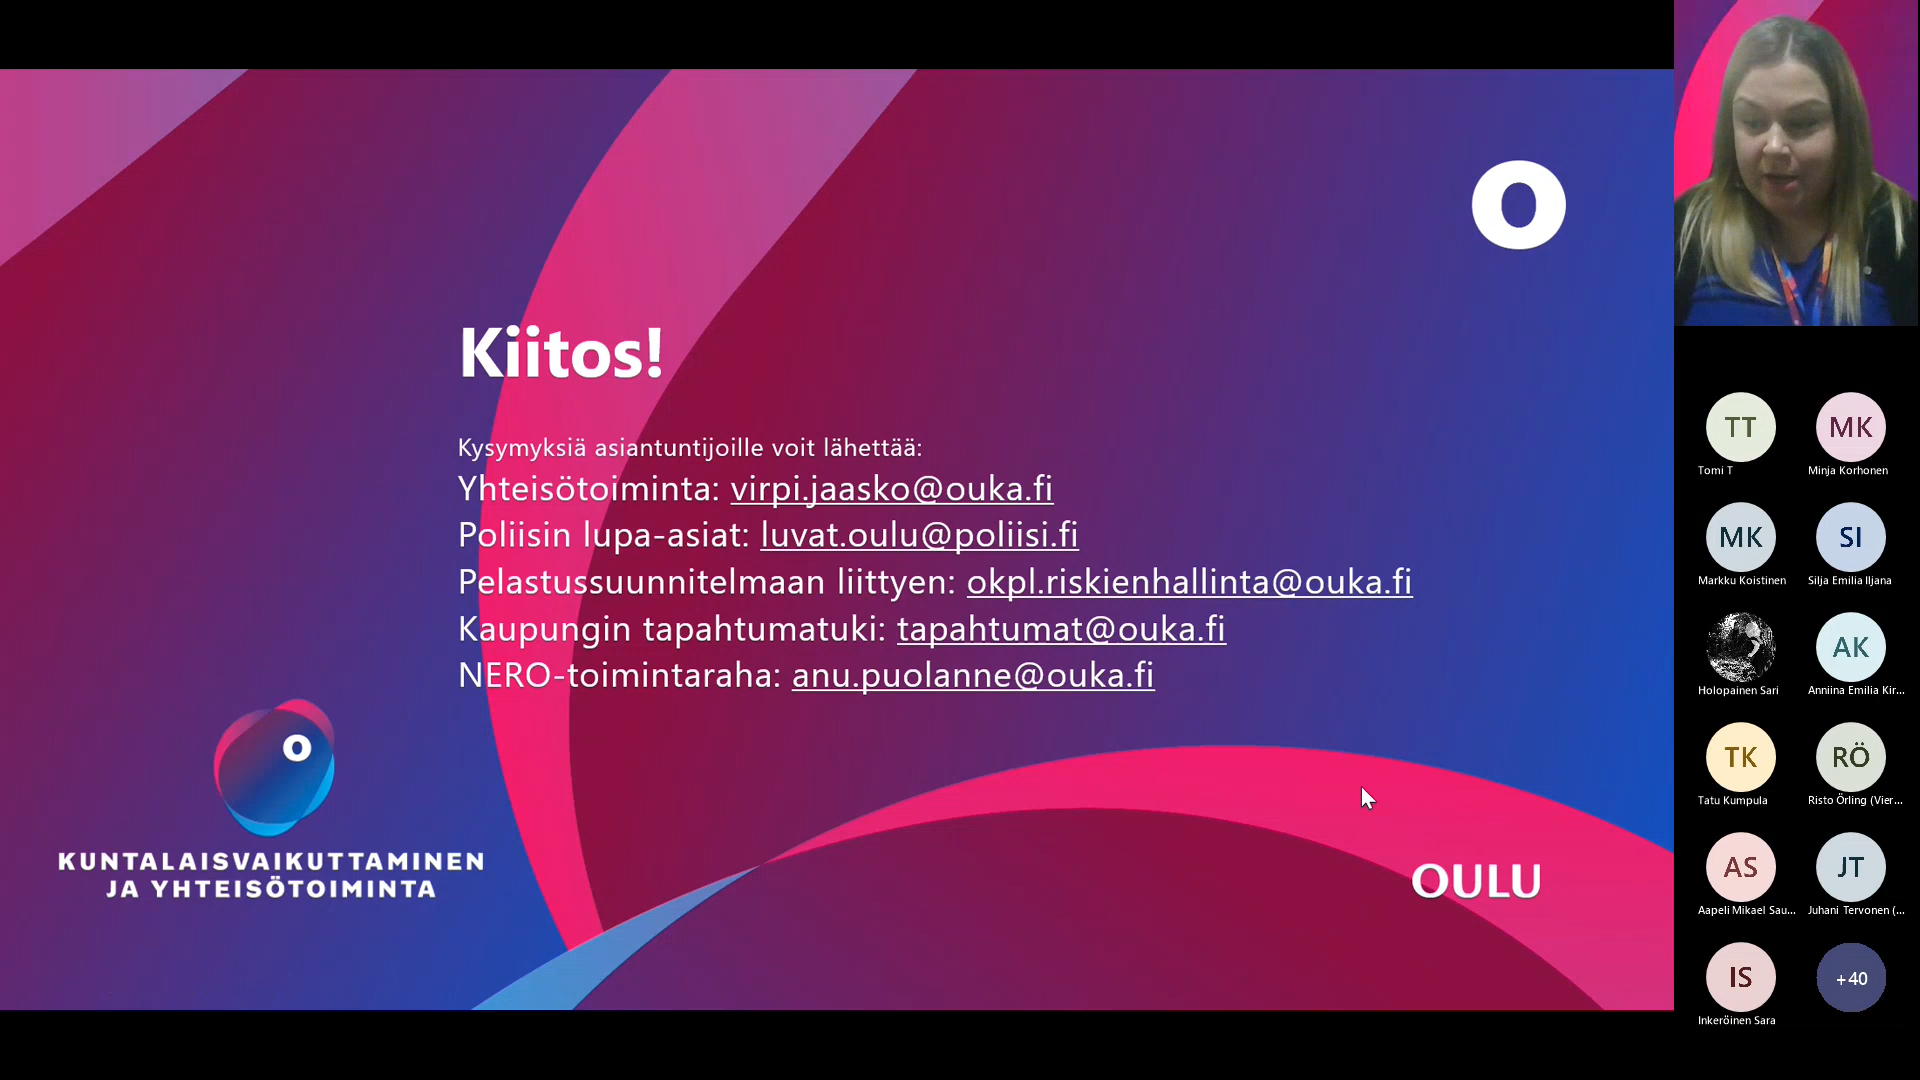 O
Kiitos!
Kysymyksiä asiantuntijoille voit lähettää:
Yhteisötoiminta: virpi.jaasko@ouka.fi
Poliisin lupa-asiat: luvat.oulu@poliisi.fi
Pelastussuunnitelmaan liittyen: okpl.riskienhallinta@ouka.fi
Kaupungin tapahtumatuki: tapahtumat@ouka.fi
NERO-toimintaraha: anu.puolanne@ouka.fi
O
KUNTALAISVAIKUTTAMINEN
JA YHTEISÖTOIMINTA
OULU
TT
Tomi T
MK
Minja Korhonen
MK
Markku Koistinen
SI
Silja Emilia Iljana
Holopainen Sari
AK
Anniina Emilia Kir...
TK
Tatu Kumpula
RÖ
Risto Örling (Vier...
AS
Aapeli Mikael Sau...
JT
Juhani Tervonen (...
IS
Inkeröinen Sara
+40